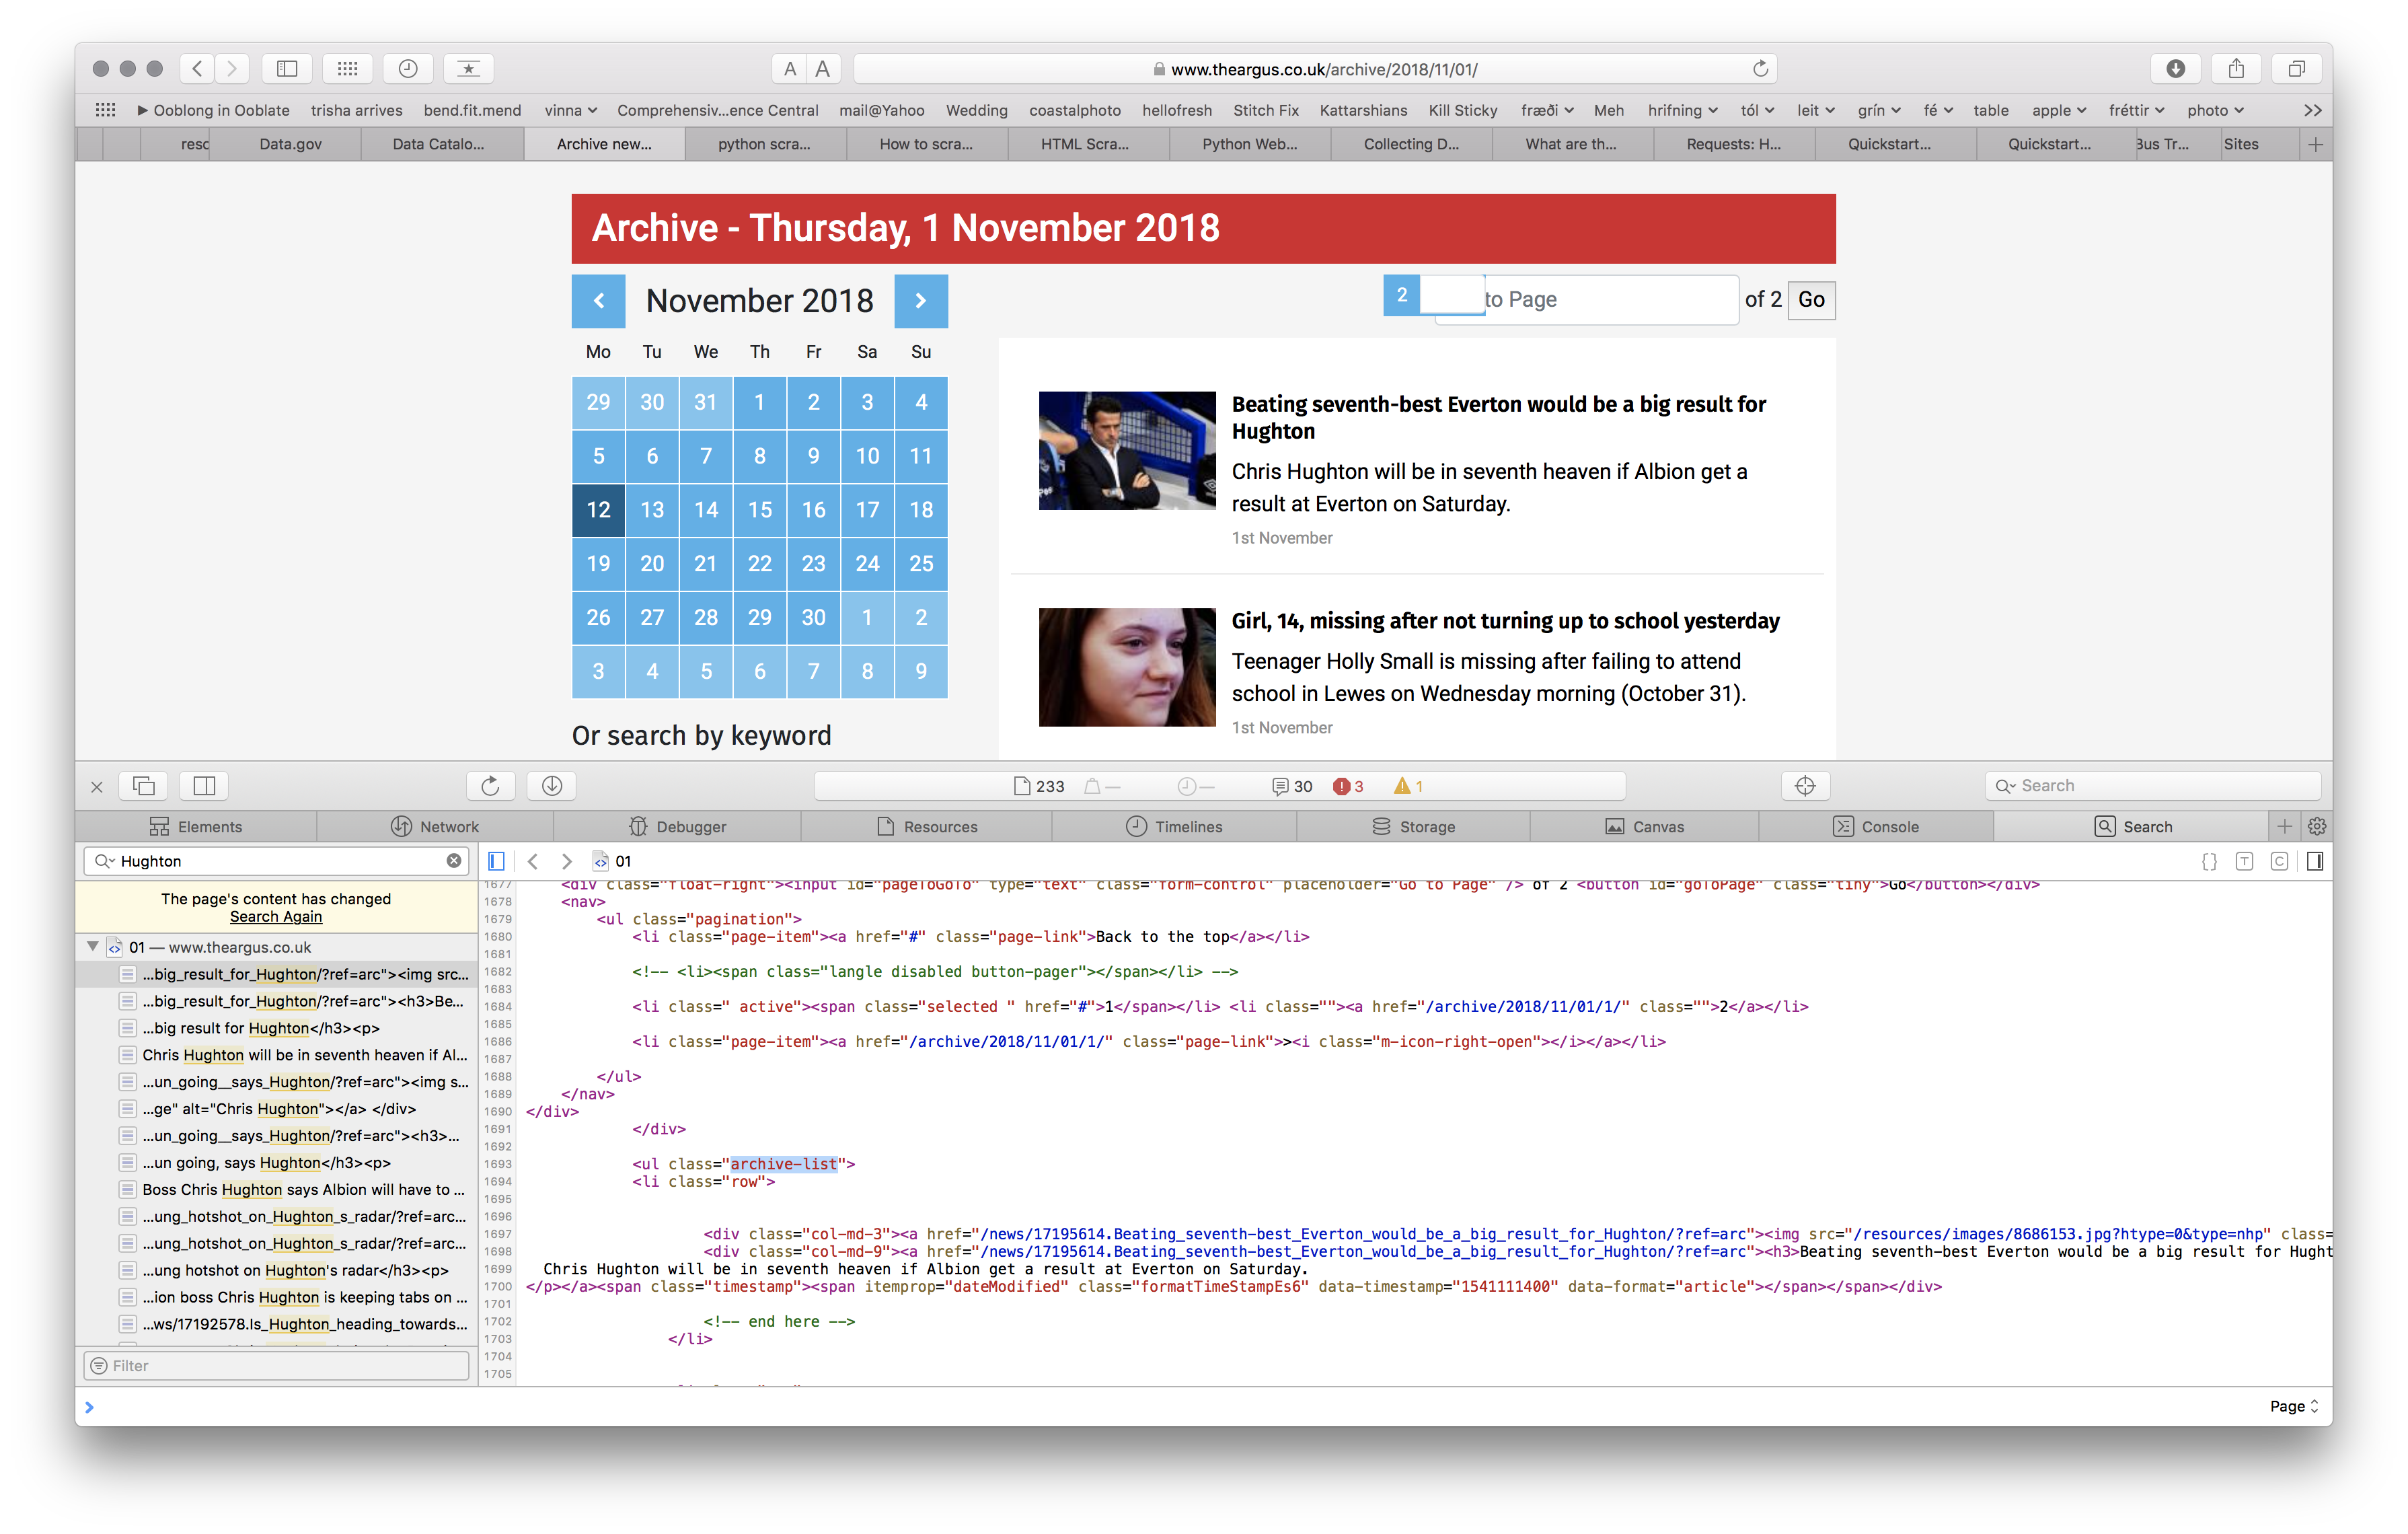 A A
www.theargus.co.uk/archive/2018/11/01/
Ooblong in Ooblate trisha arrives bend.fit.mend vinna Comprehensiv...ence Central mail@Yahoo Wedding coastalphoto hellofresh Stitch Fix Kattarshians Kill Sticky fræði Meh hrifning tól leit grín fé table apple fréttir photo
resc Data.gov Data Catalo... Archive new... python scra... How to scra... HTML Scra... Python Web... Collecting D... What are th... Requests: H... Quickstart... Quickstart... Bus Tr... Sites
Archive - Thursday, 1 November 2018
November 2018
2 to Page of 2 Go
Mo Tu We Th Fr Sa Su
29 30 31 1 2 3 4
5 6 7 8 9 10 11
12 13 14 15 16 17 18
19 20 21 22 23 24 25
26 27 28 29 30 1 2
3 4 5 6 7 8 9
Or search by keyword
Beating seventh-best Everton would be a big result for
Hughton
Chris Hughton will be in seventh heaven if Albion get a
result at Everton on Saturday.
1st November
Girl, 14, missing after not turning up to school yesterday
Teenager Holly Small is missing after failing to attend
school in Lewes on Wednesday morning (October 31).
1st November
233 — — 30 3 1 Search
Elements Network Debugger Resources Timelines Storage Canvas Console Search
Hughton
The page's content has changed
Search Again
01 — www.theargus.co.uk
...big_result_for_Hughton/?ref=arc"><img src...
...big_result_for_Hughton/?ref=arc"><h3>Be...
...big result for Hughton</h3><p>
Chris Hughton will be in seventh heaven if Al...
...un_going__says_Hughton/?ref=arc"><img s...
...ge" alt="Chris Hughton"></a> </div>
...un_going__says_Hughton/?ref=arc"><h3>...
...un going, says Hughton</h3><p>
Boss Chris Hughton says Albion will have to ...
...ung_hotshot_on_Hughton_s_radar/?ref=arc...
...ung_hotshot_on_Hughton_s_radar/?ref=arc...
...ung hotshot on Hughton's radar</h3><p>
...ion boss Chris Hughton is keeping tabs on ...
...ws/17192578.Is_Hughton_heading_towards...
Filter
01
{} T C
1677 <div class="float-right"><input id="pageToGoTo" type="text" class="form-control" placeholder="Go to Page" /> of 2 <button id="goToPage" class="tiny">Go</button></div>
1678 <nav>
1679 <ul class="pagination">
1680 <li class="page-item"><a href="#" class="page-link">Back to the top</a></li>
1681
1682 <!-- <li><span class="langle disabled button-pager"></span></li> -->
1683
1684 <li class=" active"><span class="selected " href="#">1</span></li> <li class=""><a href="/archive/2018/11/01/1/" class="">2</a></li>
1685
1686 <li class="page-item"><a href="/archive/2018/11/01/1/" class="page-link">><i class="m-icon-right-open"></i></a></li>
1687
1688 </ul>
1689 </nav>
1690 </div>
1691 </div>
1692
1693 <ul class="archive-list">
1694 <li class="row">
1695
1696
1697 <div class="col-md-3"><a href="/news/17195614.Beating_seventh-best_Everton_would_be_a_big_result_for_Hughton/?ref=arc"><img src="/resources/images/8686153.jpg?htype=0&type=nhp" class=
1698 <div class="col-md-9"><a href="/news/17195614.Beating_seventh-best_Everton_would_be_a_big_result_for_Hughton/?ref=arc"><h3>Beating seventh-best Everton would be a big result for Hught
1699 Chris Hughton will be in seventh heaven if Albion get a result at Everton on Saturday.
1700 </p></a><span class="timestamp"><span itemprop="dateModified" class="formatTimeStampEs6" data-timestamp="1541111400" data-format="article"></span></span></div>
1701
1702 <!-- end here -->
1703 </li>
1704
1705
Page